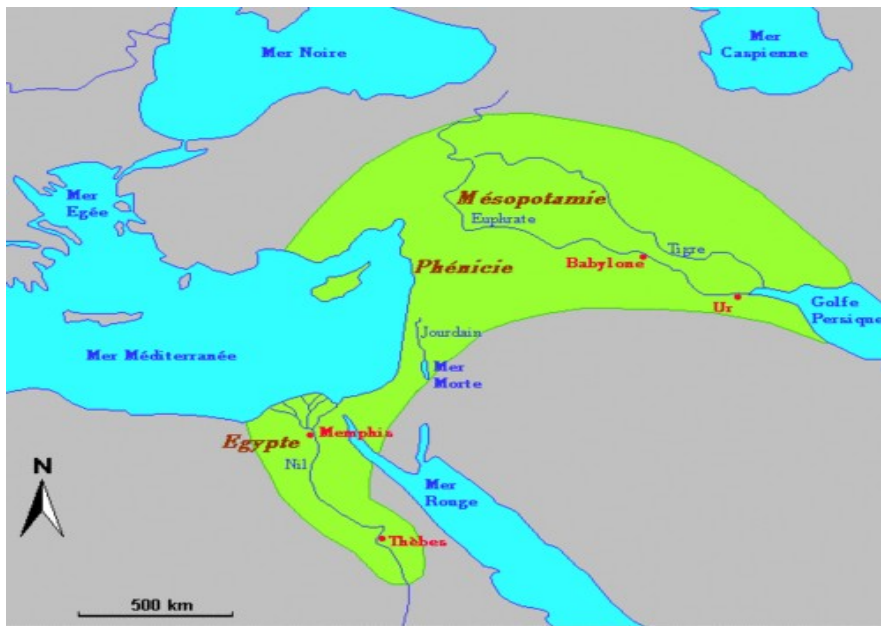 Mer Noire
Mer
Caspienne
Mer
Egée
Mésopotamie
Euphrate
Tigre
Babylone
Phénicie
Ur
Golfe
Persique
Jourdain
Mer Méditerranée
Mer
Morte
Memphis
Egypte
Nil
N
Mer
Rouge
Thèbes
500 km